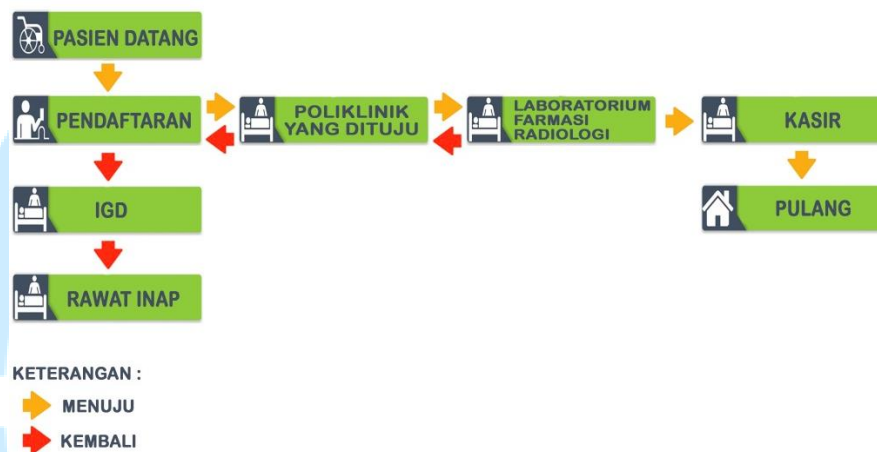 PASIEN DATANG
PENDAFTARAN
POLIKLINIK
YANG DITUJU
LABORATORIUM
FARMASI
RADIOLOGI
KASIR
IGD
PULANG
RAWAT INAP
KETERANGAN :
MENUJU
KEMBALI